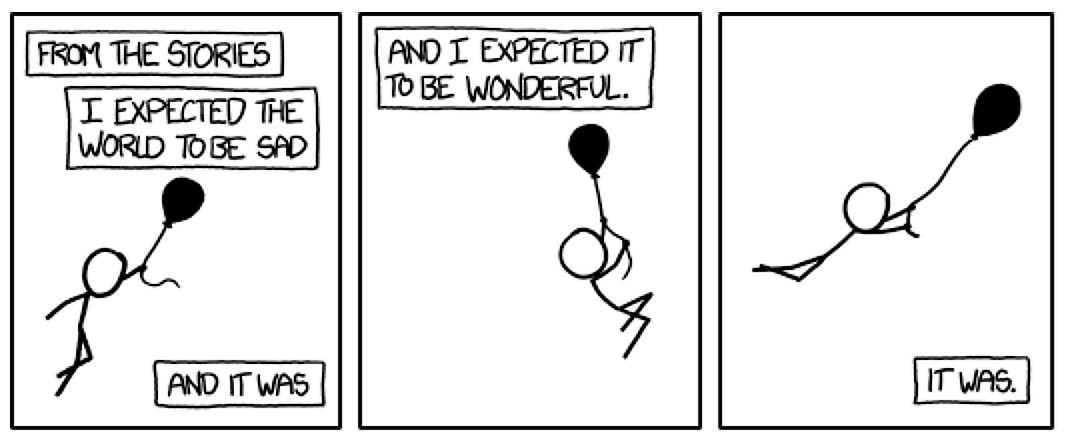 FROM THE STORIES
I EXPECTED THE
WORLD TO BE SAD
AND IT WAS
AND I EXPECTED IT
TO BE WONDERFUL.
IT WAS.